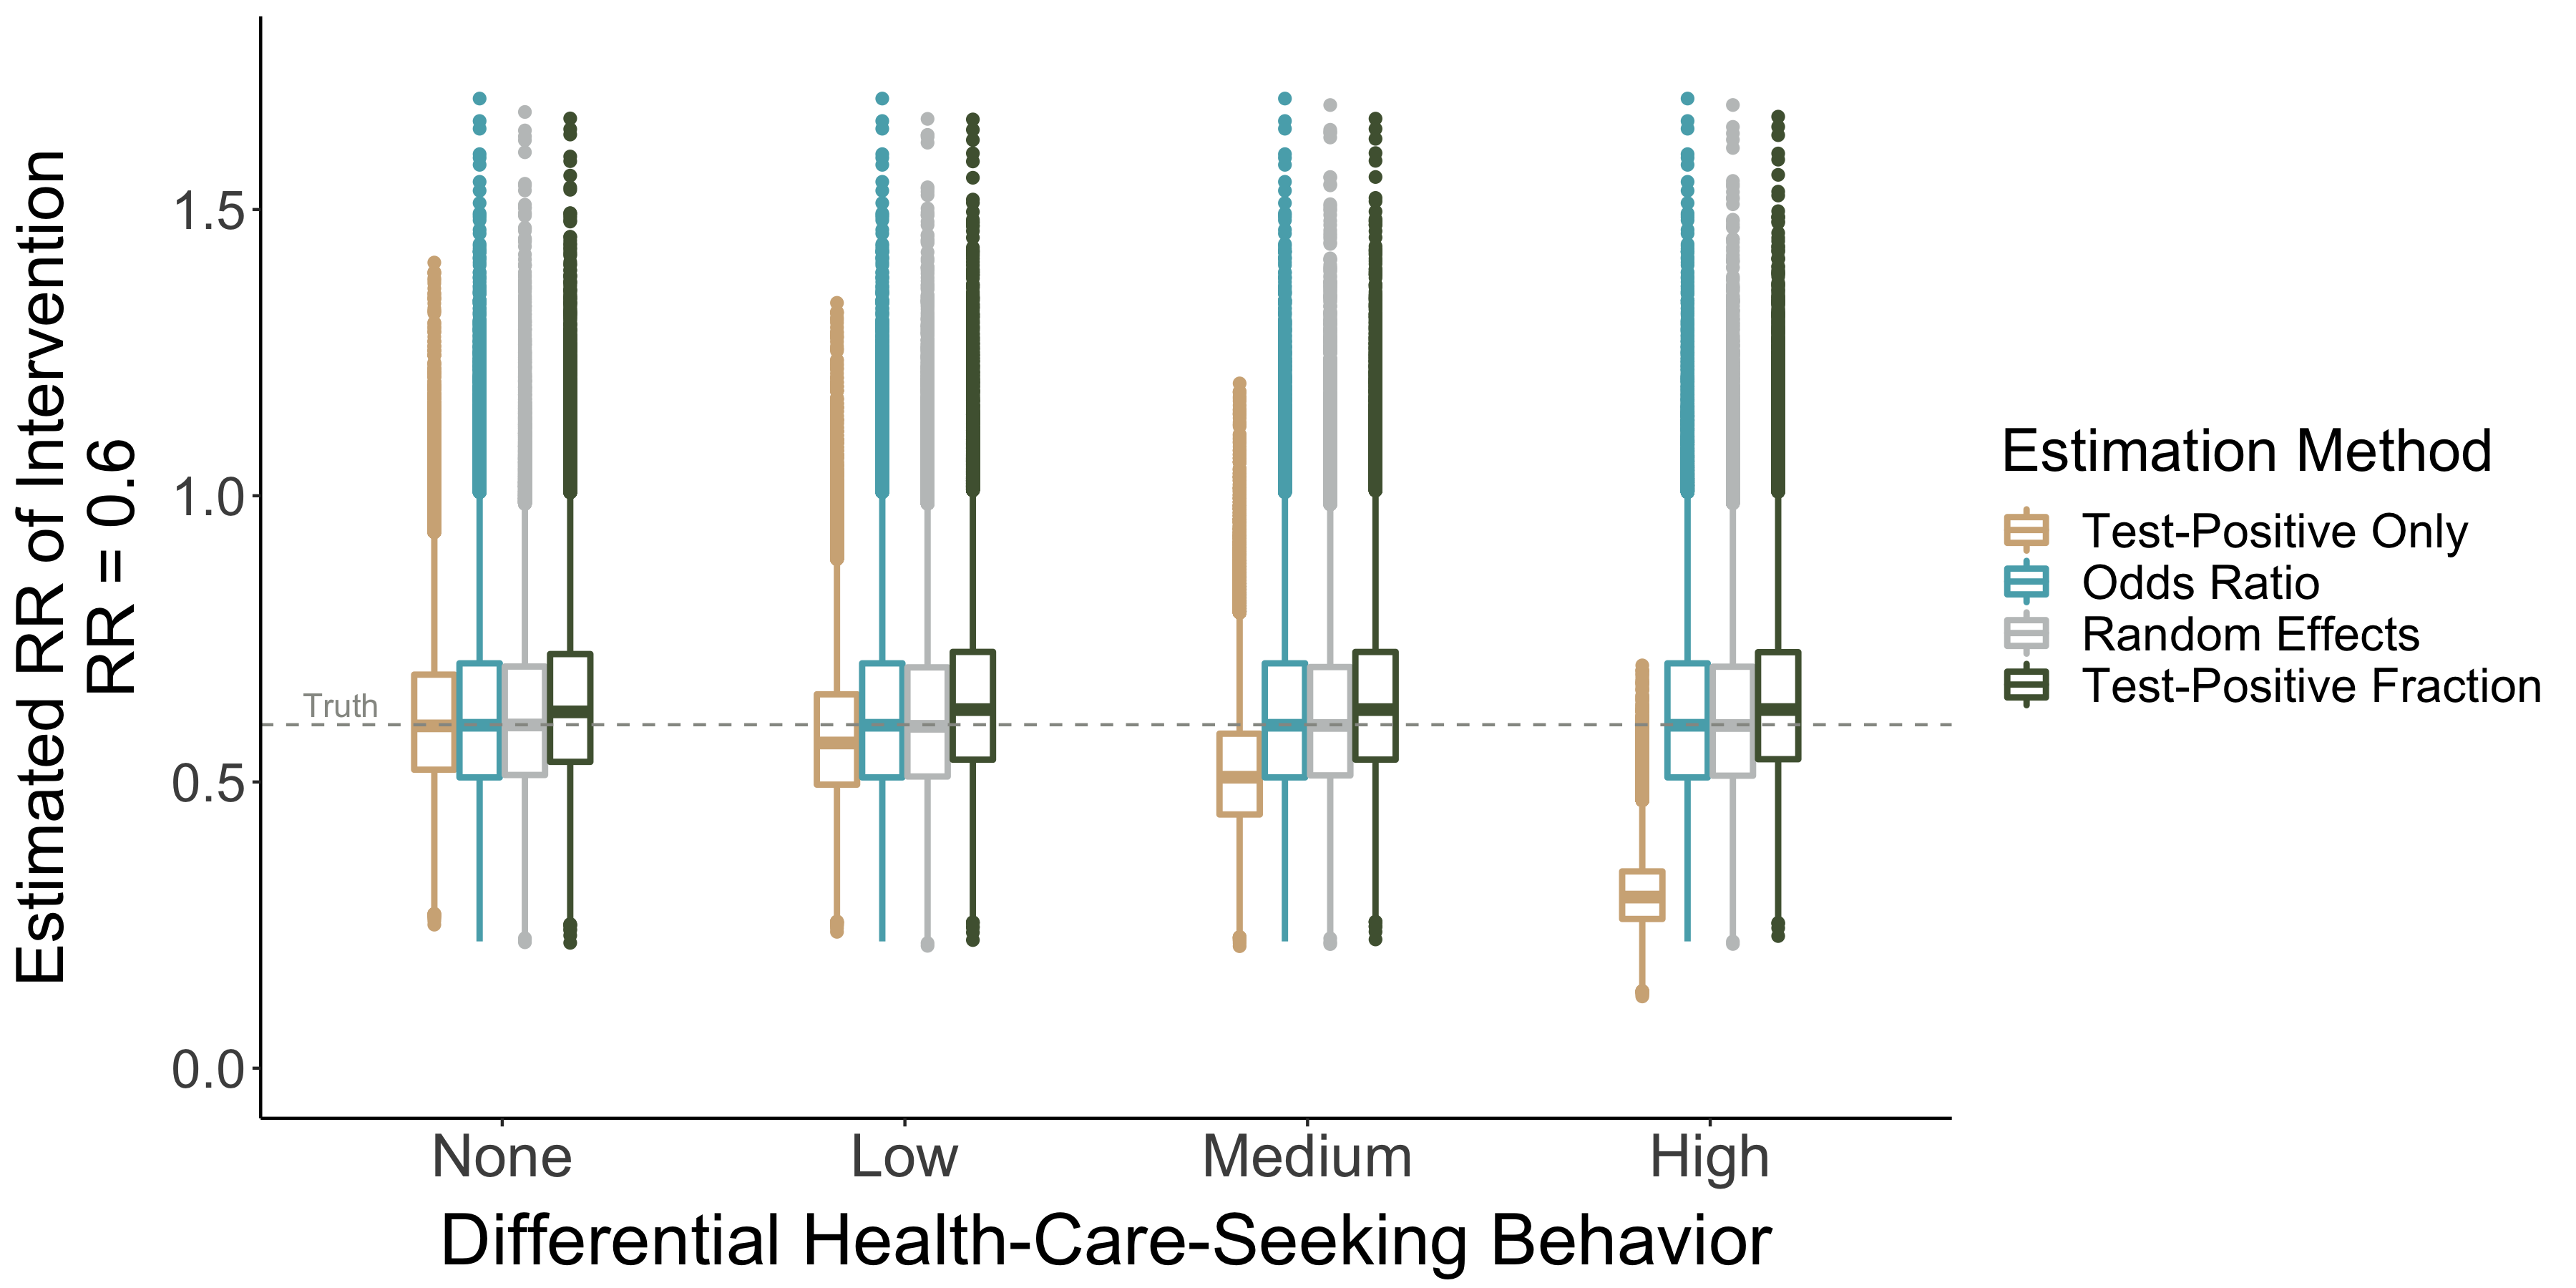 Estimated RR of Intervention
RR = 0.6
1.5
1.0
0.5
0.0
Truth
None
Low
Medium
High
Differential Health-Care-Seeking Behavior
Estimation Method
Test-Positive Only
Odds Ratio
Random Effects
Test-Positive Fraction